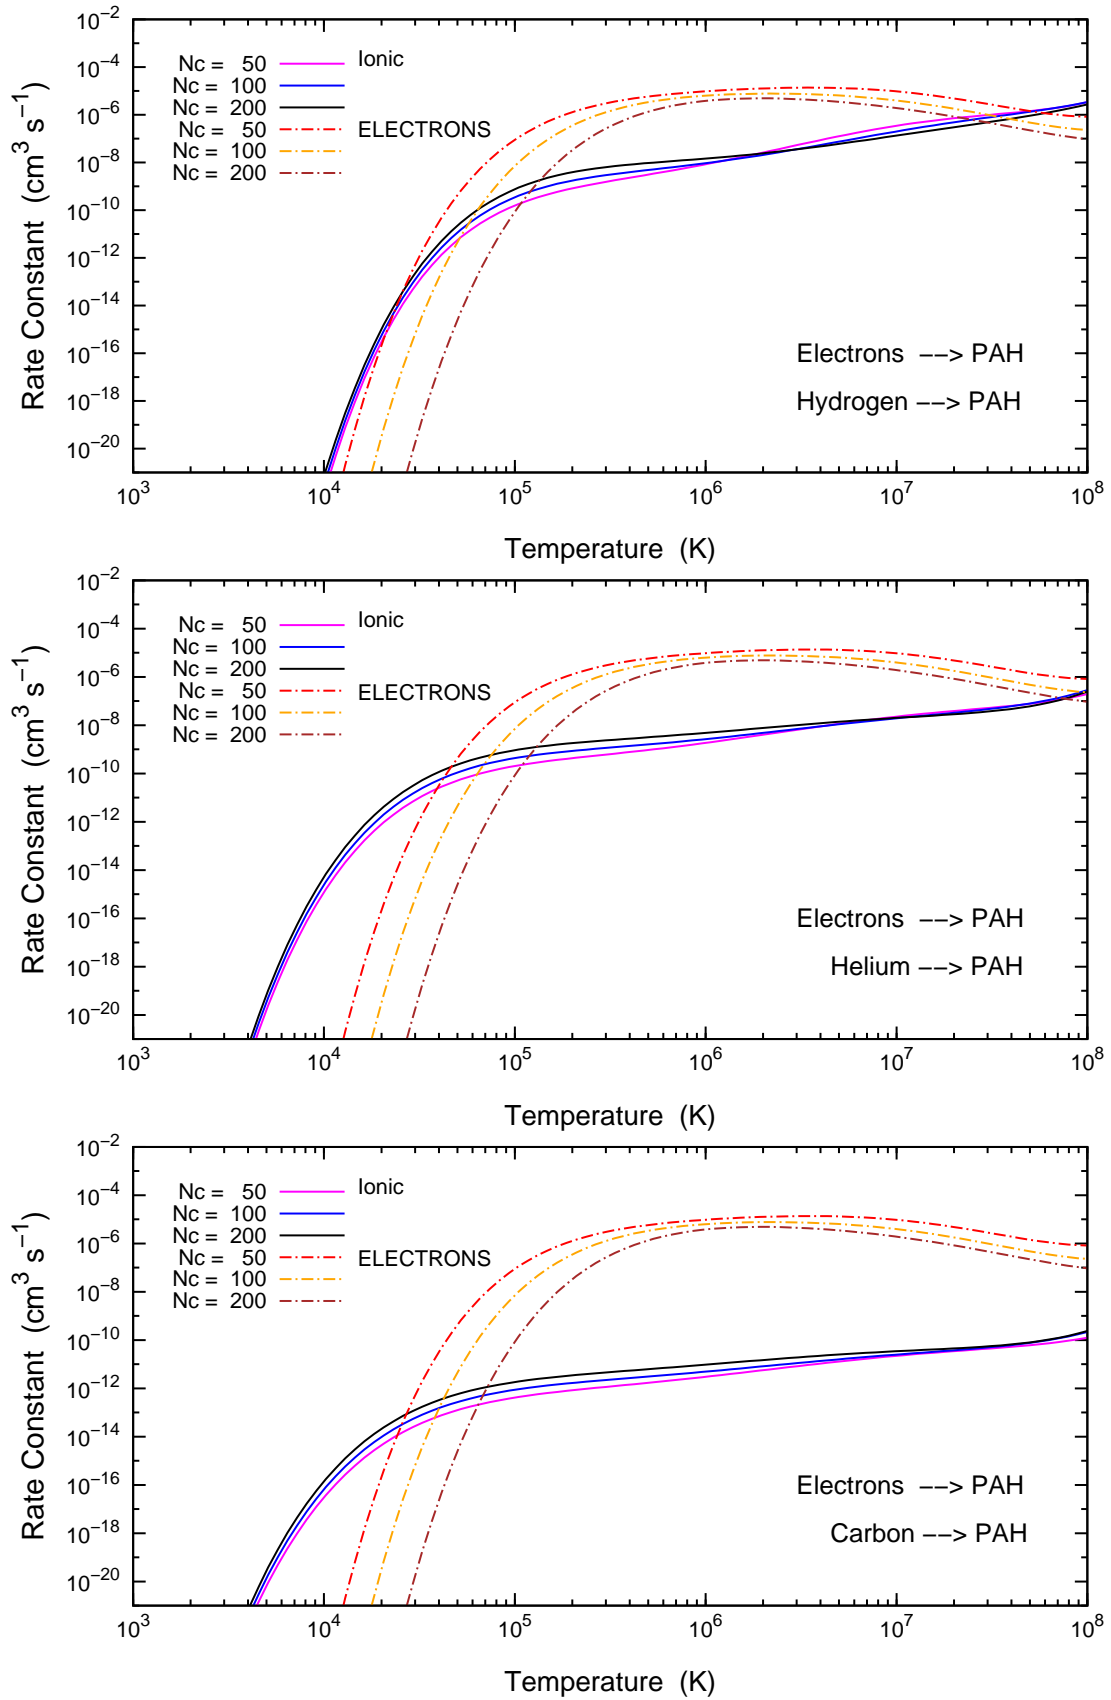 10⁻²
10⁻⁴
10⁻⁶
10⁻⁸
10⁻¹⁰
10⁻¹²
10⁻¹⁴
10⁻¹⁶
10⁻¹⁸
10⁻²⁰
Rate Constant (cm³ s⁻¹)
Nc = 50
Ionic
Nc = 100
Nc = 200
Nc = 50
ELECTRONS
Nc = 100
Nc = 200
Electrons −−> PAH
Hydrogen −−> PAH
10³ 10⁴ 10⁵ 10⁶ 10⁷ 10⁸
Temperature (K)
10⁻²
10⁻⁴
10⁻⁶
10⁻⁸
10⁻¹⁰
10⁻¹²
10⁻¹⁴
10⁻¹⁶
10⁻¹⁸
10⁻²⁰
Rate Constant (cm³ s⁻¹)
Nc = 50
Ionic
Nc = 100
Nc = 200
Nc = 50
ELECTRONS
Nc = 100
Nc = 200
Electrons −−> PAH
Helium −−> PAH
10³ 10⁴ 10⁵ 10⁶ 10⁷ 10⁸
Temperature (K)
10⁻²
10⁻⁴
10⁻⁶
10⁻⁸
10⁻¹⁰
10⁻¹²
10⁻¹⁴
10⁻¹⁶
10⁻¹⁸
10⁻²⁰
Rate Constant (cm³ s⁻¹)
Nc = 50
Ionic
Nc = 100
Nc = 200
Nc = 50
ELECTRONS
Nc = 100
Nc = 200
Electrons −−> PAH
Carbon −−> PAH
10³ 10⁴ 10⁵ 10⁶ 10⁷ 10⁸
Temperature (K)